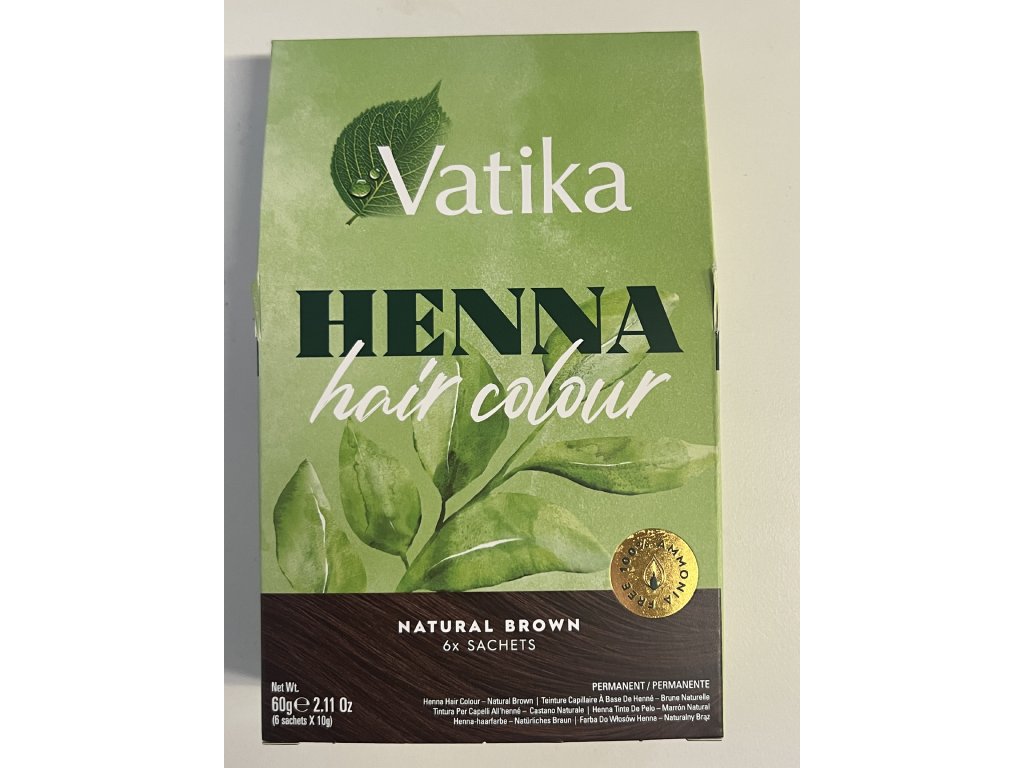 Vatika
HENNA
hair colour
100% AMMONIA FREE
NATURAL BROWN
6x SACHETS
Net Wt.
60g℮ 2.11 Oz
(6 sachets X 10g)
PERMANENT / PERMANENTE
Henna Hair Colour – Natural Brown | Teinture Capillaire À Base De Henné – Brune Naturelle
Tintura Per Capelli All'henné – Castano Naturale | Henna Tinte De Pelo – Marrón Natural
Henna-haarfarbe – Natürliches Braun | Farba Do Włosów Henna – Naturalny Brąz